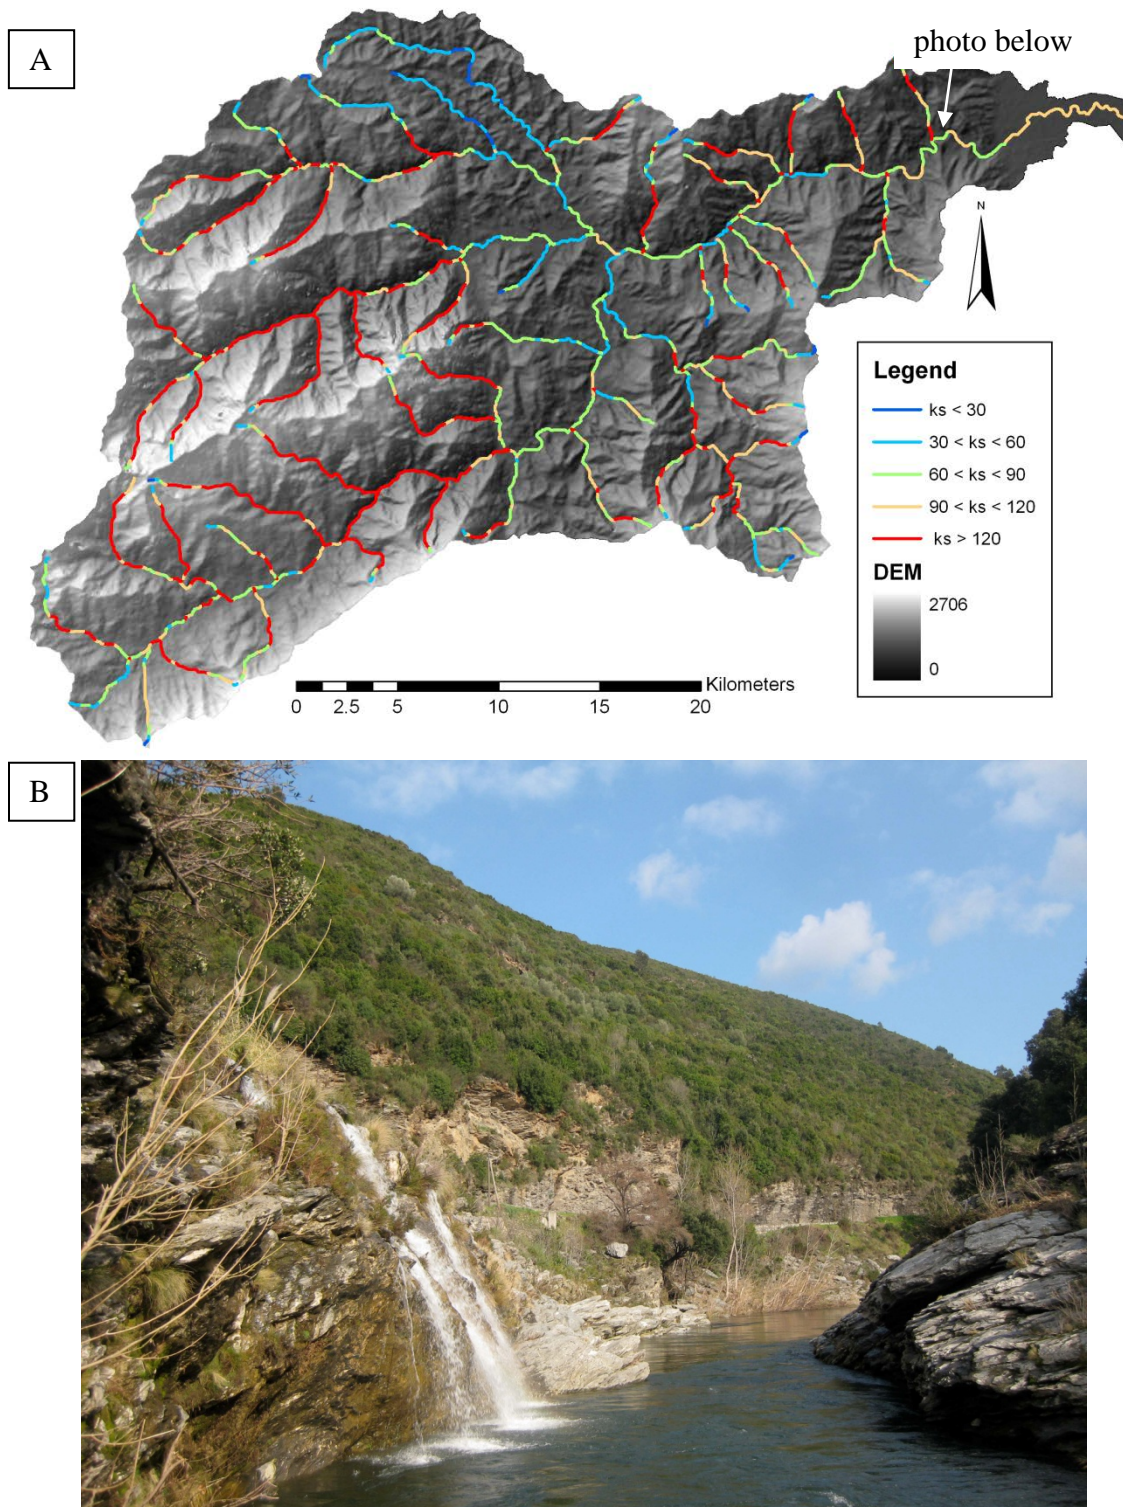 A
photo below
N
Legend
ks < 30
30 < ks < 60
60 < ks < 90
90 < ks < 120
ks > 120
DEM
2706
0
Kilometers
0 2.5 5 10 15 20
B